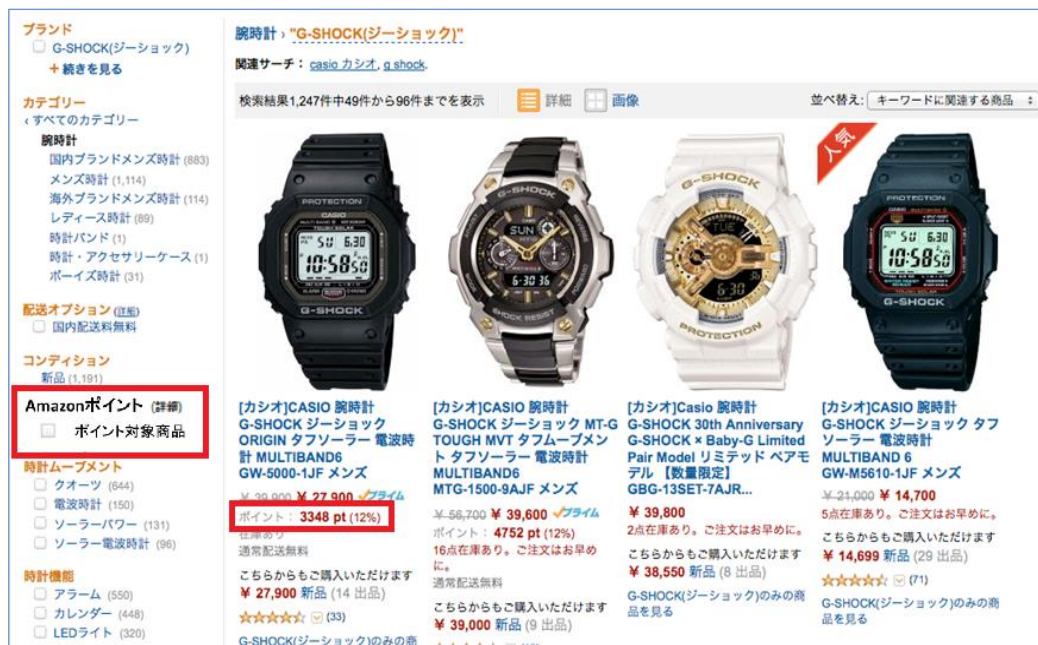 ブランド
G-SHOCK(ジーショック)
+ 続きを見る
カテゴリー
‹ すべてのカテゴリー
腕時計
国内ブランドメンズ時計 (883)
メンズ時計 (1,114)
海外ブランドメンズ時計 (114)
レディース時計 (89)
時計バンド (1)
時計・アクセサリーケース (1)
ボーイズ時計 (31)
配送オプション (詳細)
国内配送料無料
コンディション
新品 (1,191)
Amazonポイント (詳細)
ポイント対象商品
時計ムーブメント
クオーツ (644)
電波時計 (150)
ソーラーパワー (131)
ソーラー電波時計 (96)
時計機能
アラーム (550)
カレンダー (448)
LEDライト (320)
腕時計 › "G-SHOCK(ジーショック)"
関連サーチ： casio カシオ, g shock.
検索結果1,247件中49件から96件までを表示 詳細 画像 並べ替え: キーワードに関連する商品
人気
PROTECTION
CASIO
TOUGH SOLAR
SU 6.30
10:58 50
G-SHOCK
G-SHOCK
SUN
6-30 36
SHOCK RESIST
G-SHOCK
TUE
6-30
PROTECTION
PROTECTION
SU 6.30
10:58 50
G-SHOCK
[カシオ]CASIO 腕時計
G-SHOCK ジーショック
ORIGIN タフソーラー 電波時
計 MULTIBAND6
GW-5000-1JF メンズ
￥ 39,900 ￥ 27,900 プライム
ポイント： 3348 pt (12%)
在庫あり
通常配送無料
こちらからもご購入いただけます
￥ 27,900 新品 (14 出品)
(33)
G-SHOCK(ジーショック)のみの商
[カシオ]CASIO 腕時計
G-SHOCK ジーショック MT-G
TOUGH MVT タフムーブメン
ト タフソーラー 電波時計
MULTIBAND6
MTG-1500-9AJF メンズ
￥ 56,700 ￥ 39,600 プライム
ポイント： 4752 pt (12%)
16点在庫あり。ご注文はお早め
に。
通常配送無料
こちらからもご購入いただけます
￥ 39,000 新品 (9 出品)
[カシオ]Casio 腕時計
G-SHOCK 30th Anniversary
G-SHOCK × Baby-G Limited
Pair Model リミテッド ペアモ
デル 【数量限定】
GBG-13SET-7AJR...
￥ 39,800
2点在庫あり。ご注文はお早めに。
こちらからもご購入いただけます
￥ 38,550 新品 (8 出品)
G-SHOCK(ジーショック)のみの商
品を見る
[カシオ]CASIO 腕時計
G-SHOCK ジーショック タフ
ソーラー 電波時計
MULTIBAND 6
GW-M5610-1JF メンズ
￥ 21,000 ￥ 14,700
5点在庫あり。ご注文はお早めに。
こちらからもご購入いただけます
￥ 14,699 新品 (29 出品)
(71)
G-SHOCK(ジーショック)のみの商
品を見る